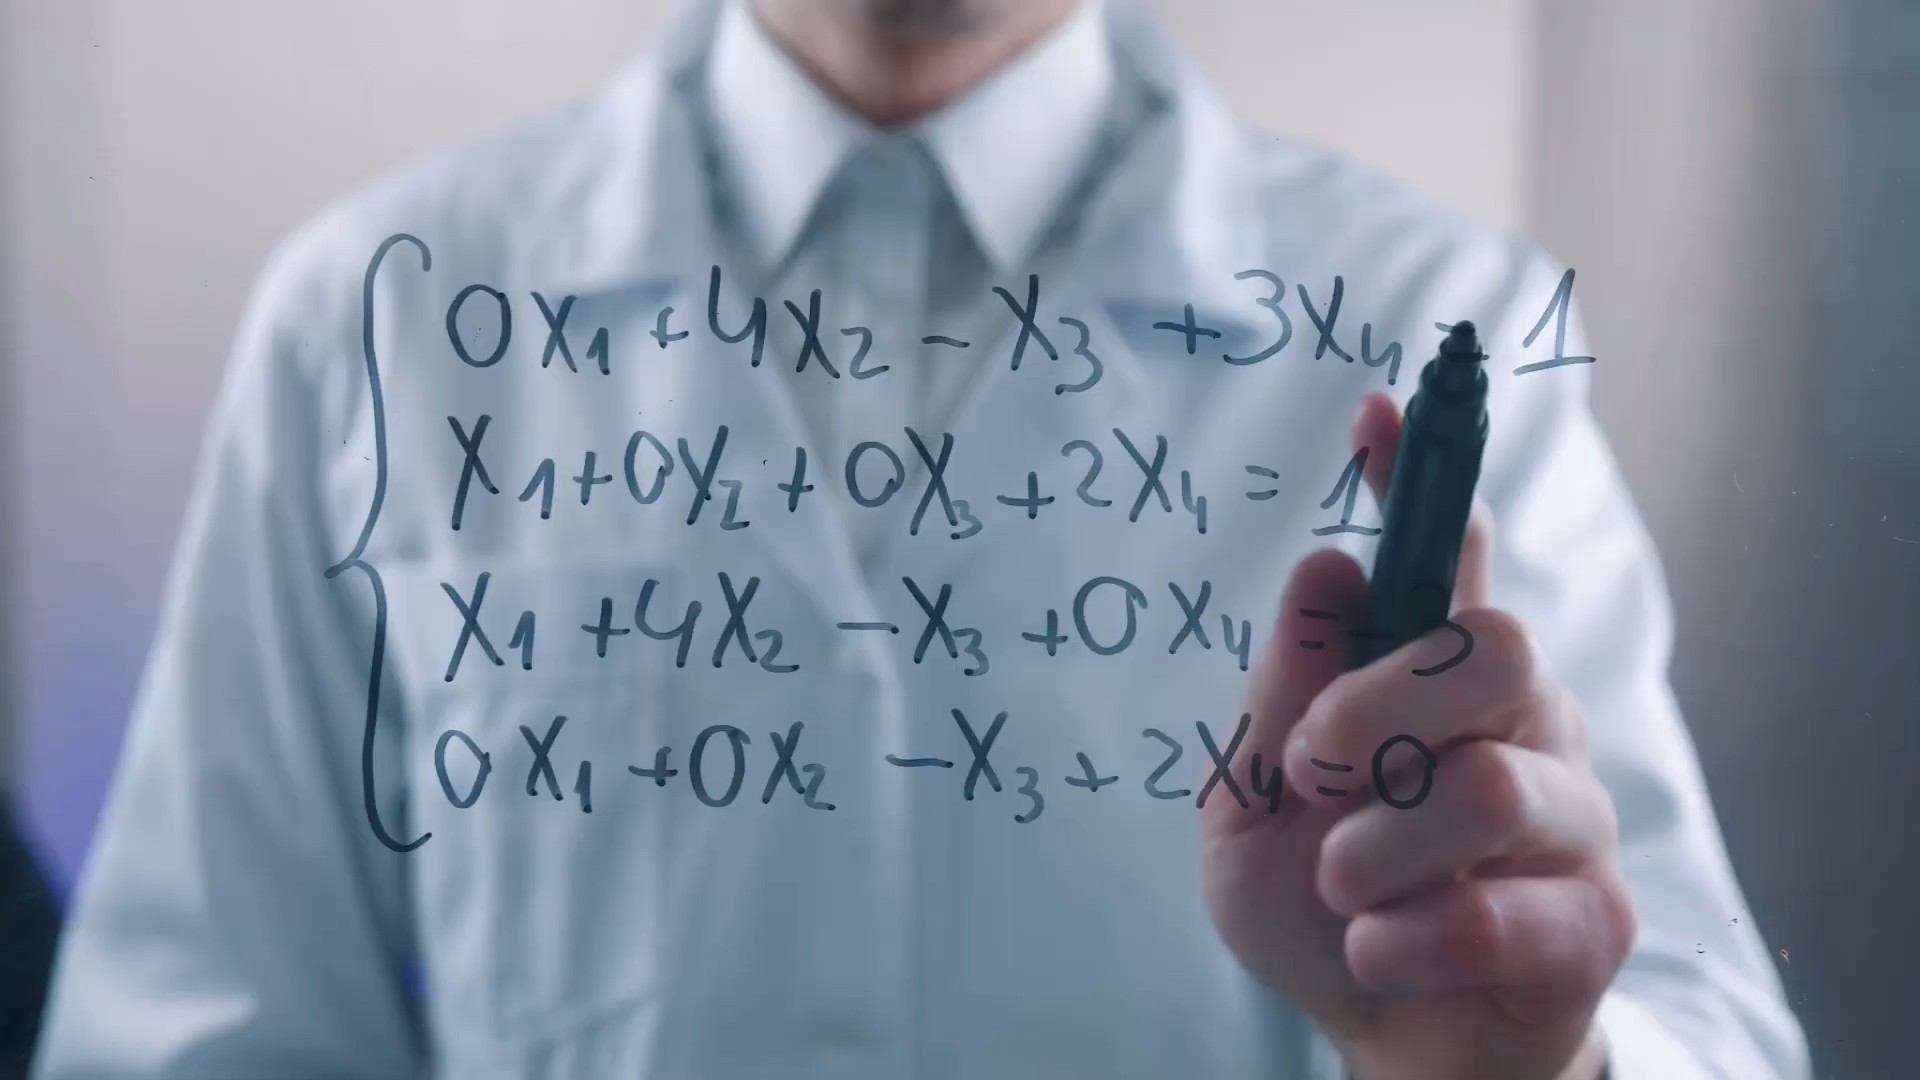 0x₁ + 4x₂ - x₃ + 3x₄ = 1
x₁ + 0x₂ + 0x₃ + 2x₄ = 1
x₁ + 4x₂ - x₃ + 0x₄ = -3
0x₁ + 0x₂ - x₃ + 2x₄ = 0